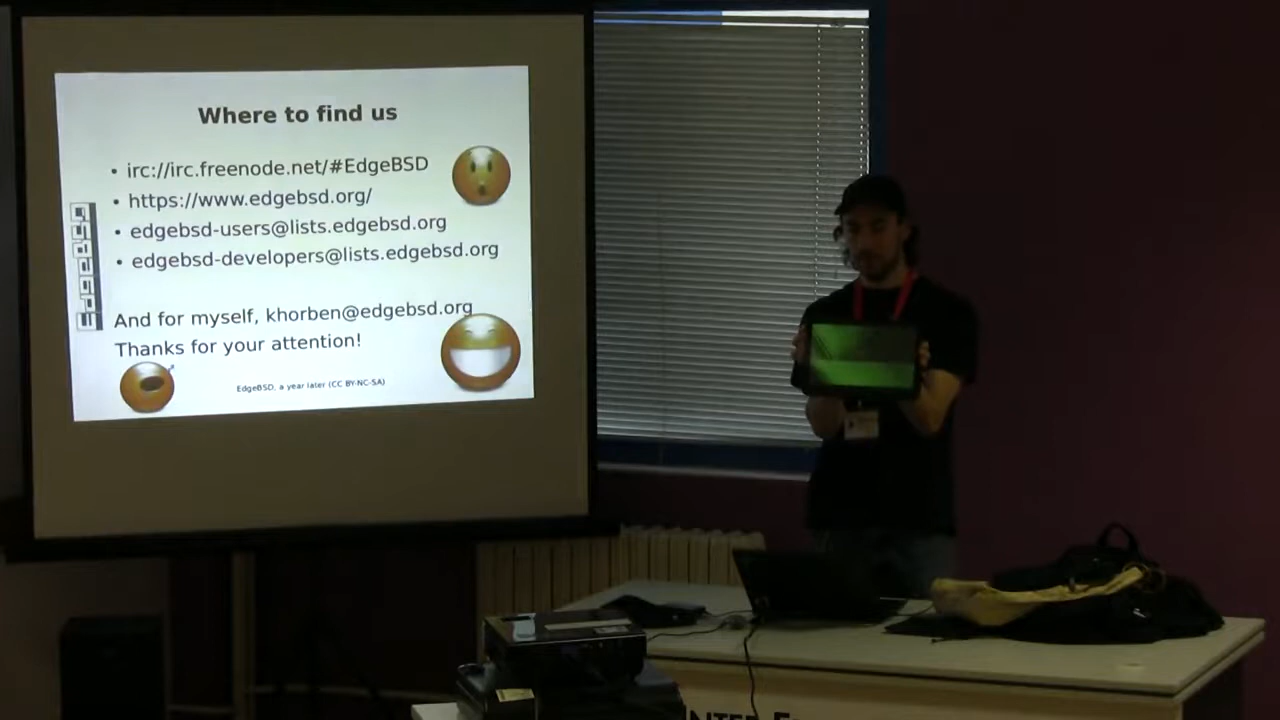 Where to find us
• irc://irc.freenode.net/#EdgeBSD
• https://www.edgebsd.org/
• edgebsd-users@lists.edgebsd.org
• edgebsd-developers@lists.edgebsd.org
And for myself, khorben@edgebsd.org
Thanks for your attention!
EdgeBSD, a year later (CC BY-NC-SA)